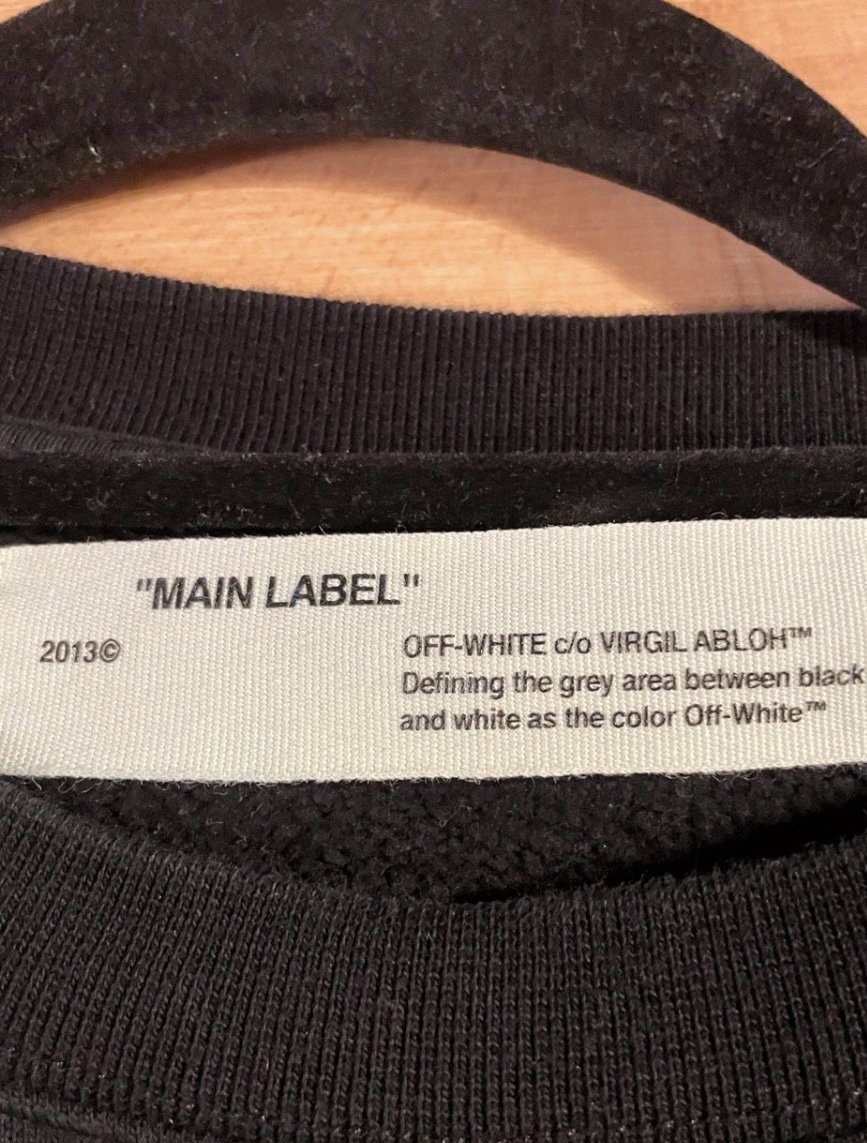 "MAIN LABEL"
2013©
OFF-WHITE c/o VIRGIL ABLOH™
Defining the grey area between black
and white as the color Off-White™